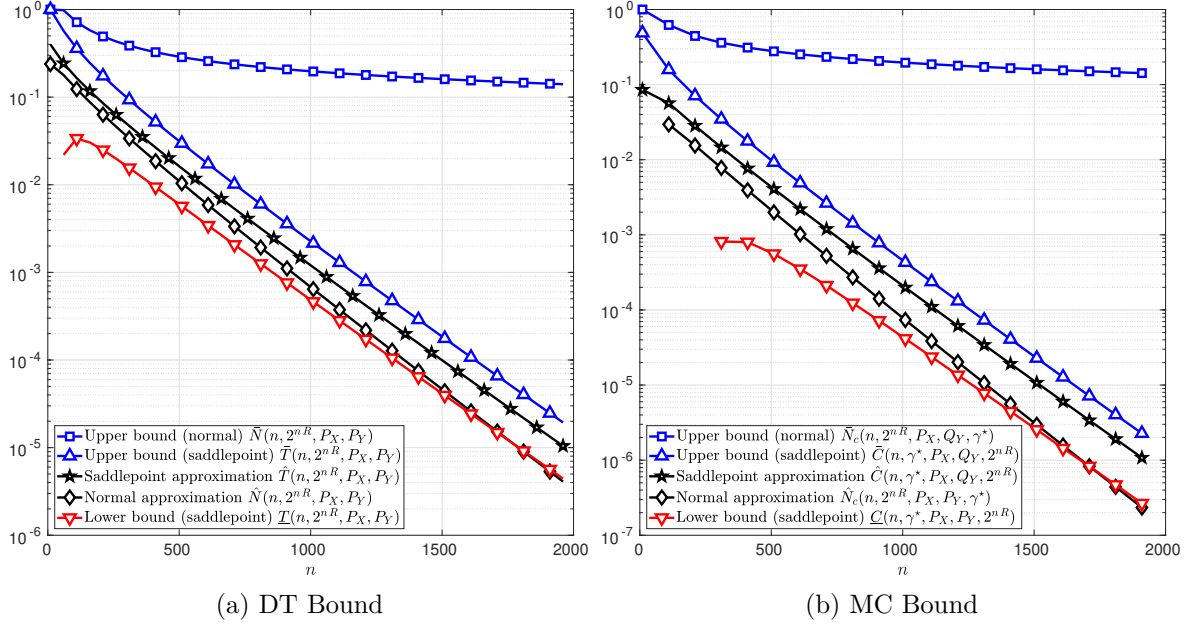 10^0
10^{-1}
10^{-2}
10^{-3}
10^{-4}
10^{-5}
10^{-6}
0 500 1000 1500 2000
n
Upper bound (normal) N̄(n, 2^{nR}, P_X, P_Y)
Upper bound (saddlepoint) T̄(n, 2^{nR}, P_X, P_Y)
Saddlepoint approximation T̂(n, 2^{nR}, P_X, P_Y)
Normal approximation N̂(n, 2^{nR}, P_X, P_Y)
Lower bound (saddlepoint) T̲(n, 2^{nR}, P_X, P_Y)
(a) DT Bound
10^0
10^{-1}
10^{-2}
10^{-3}
10^{-4}
10^{-5}
10^{-6}
10^{-7}
0 500 1000 1500 2000
n
Upper bound (normal) N̄_c(n, 2^{nR}, P_X, Q_Y, γ^⋆)
Upper bound (saddlepoint) C̄(n, γ^⋆, P_X, Q_Y, 2^{nR})
Saddlepoint approximation Ĉ(n, γ^⋆, P_X, Q_Y, 2^{nR})
Normal approximation N̂_c(n, 2^{nR}, P_X, P_Y, γ^⋆)
Lower bound (saddlepoint) C̲(n, γ^⋆, P_X, P_Y, 2^{nR})
(b) MC Bound